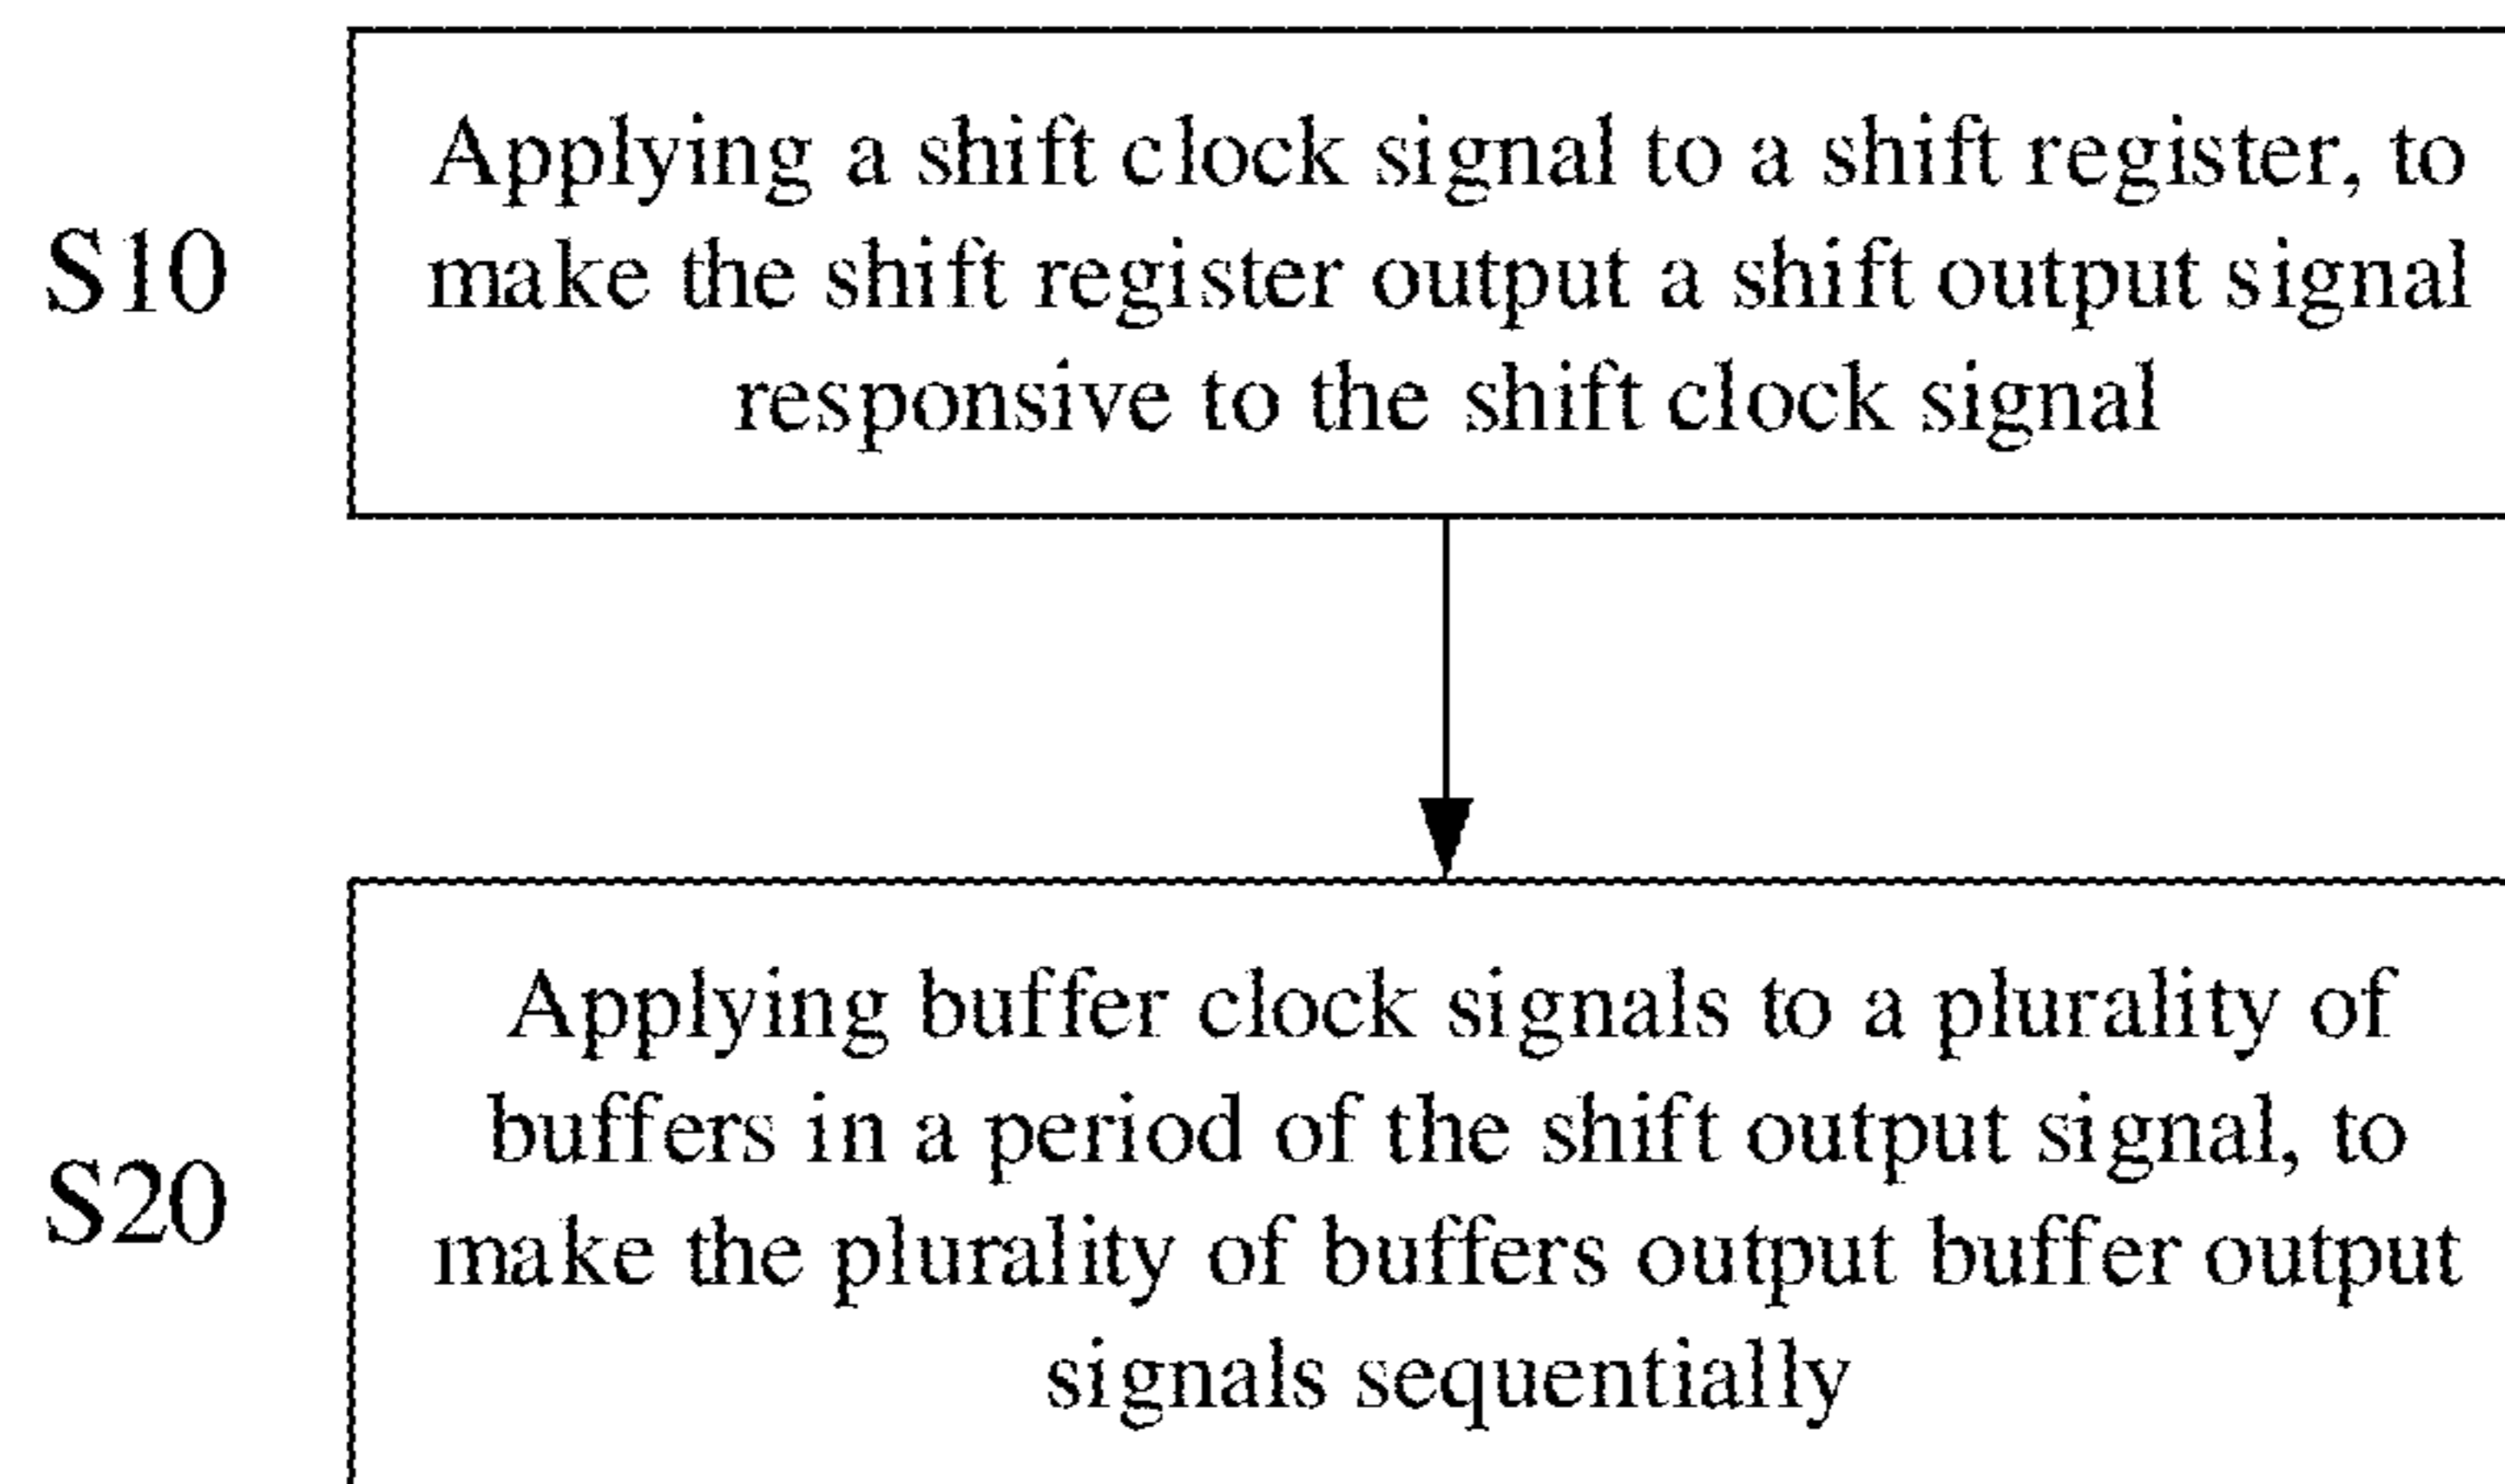 Applying a shift clock signal to a shift register, to
S10
make the shift register output a shift output signal
responsive to the shift clock signal
Applying buffer clock signals to a plurality of
buffers in a period of the shift output signal, to
S20
make the plurality of buffers output buffer output
signals sequentially